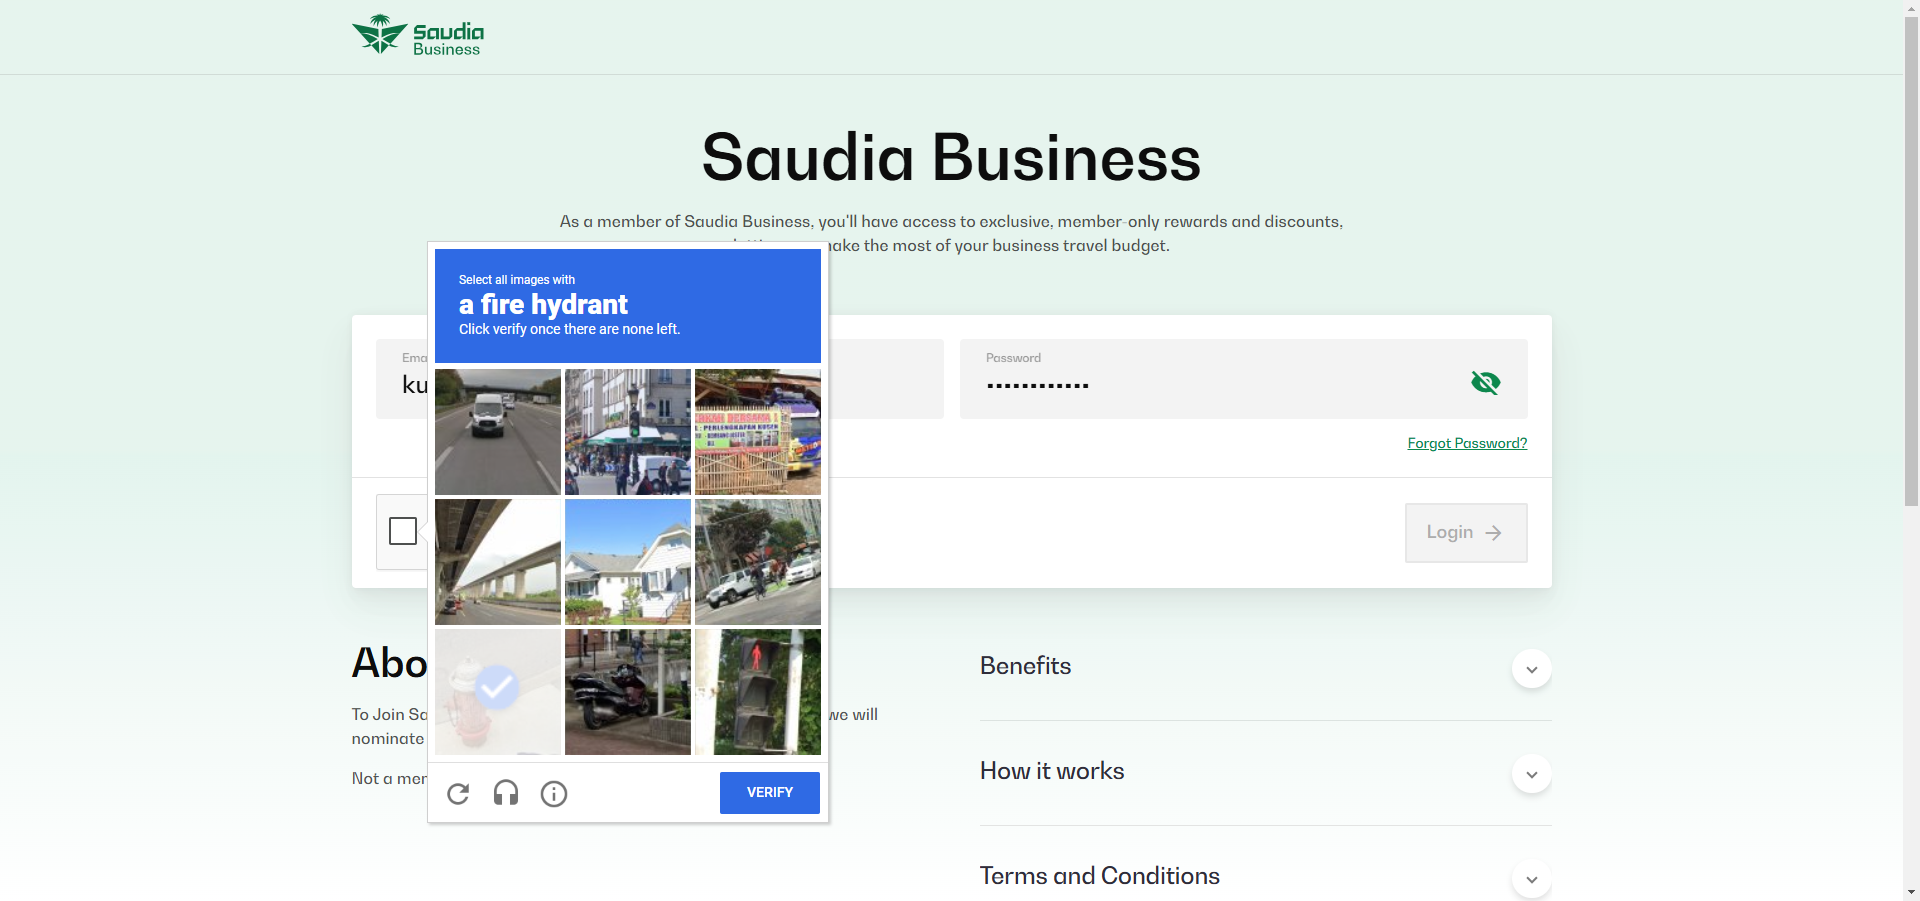 Saudia
Business
Saudia Business
As a member of Saudia Business, you'll have access to exclusive, member-only rewards and discounts,
make the most of your business travel budget.
Select all images with
a fire hydrant
Click verify once there are none left.
Ema
ku
Password
Forgot Password?
Login
Abo
To Join Sa
we will
nominate
Not a mer
VERIFY
Benefits
How it works
Terms and Conditions